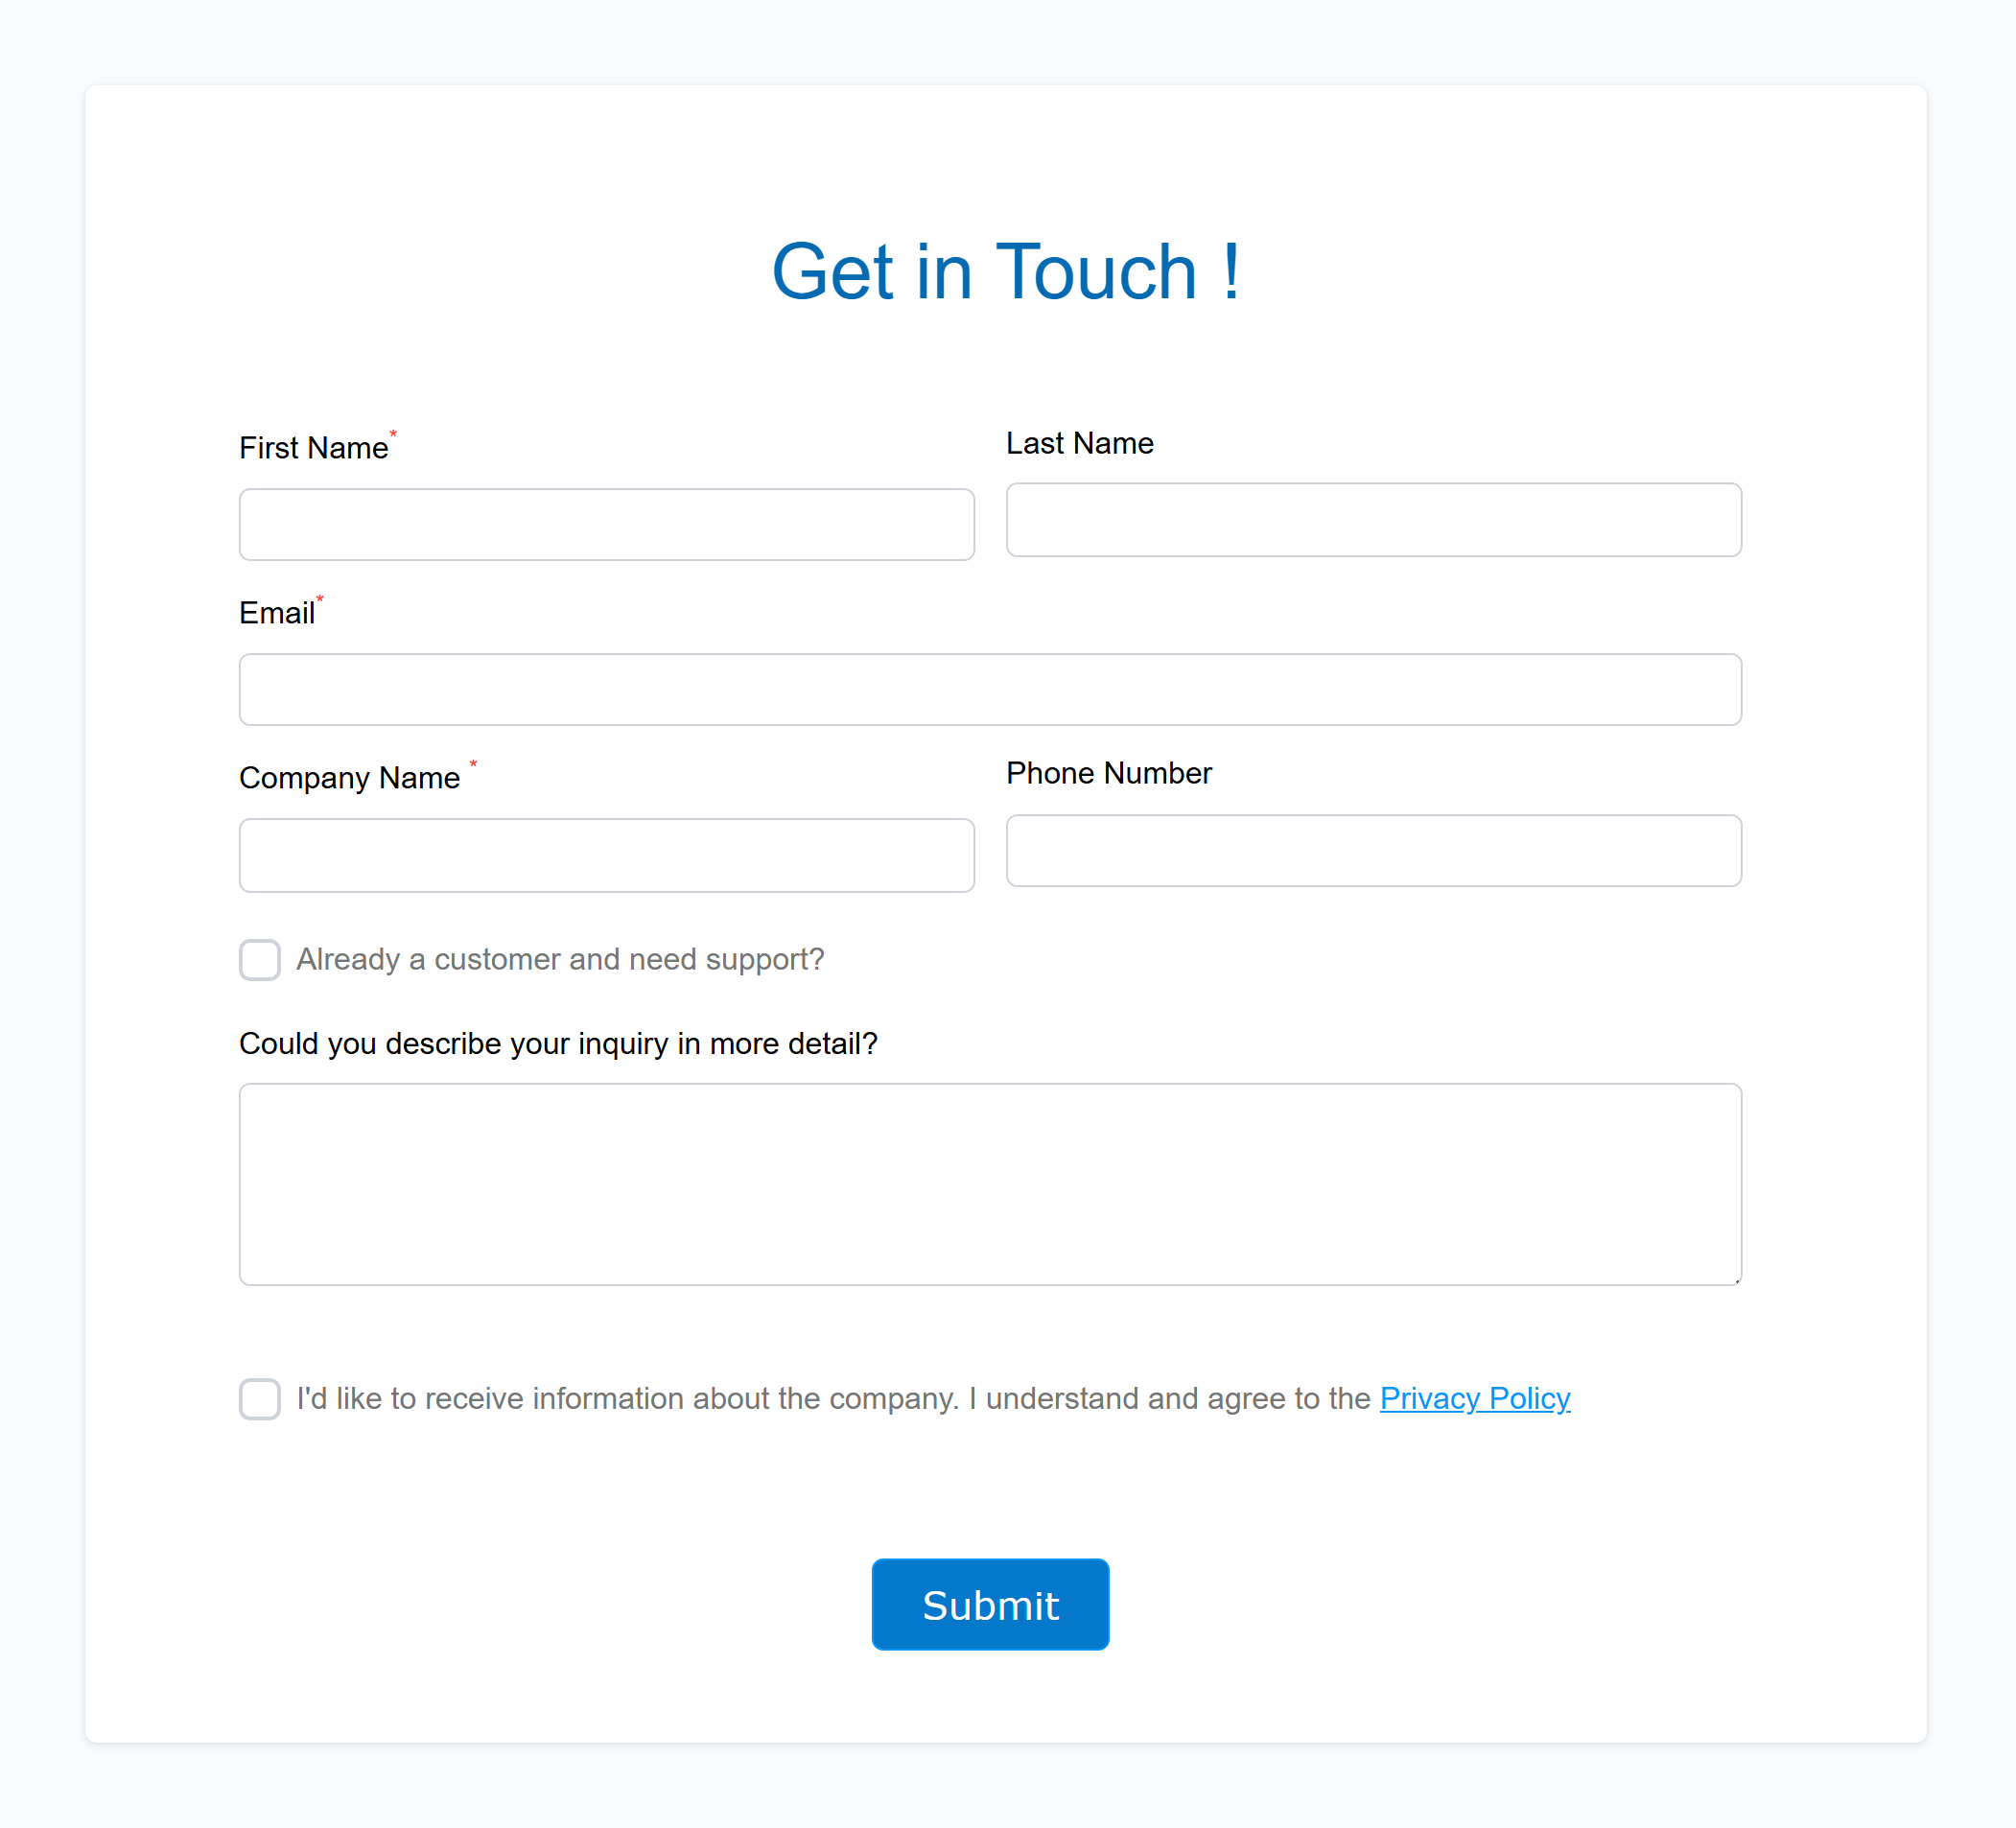 Get in Touch !
First Name*
Last Name
Email*
Company Name *
Phone Number
Already a customer and need support?
Could you describe your inquiry in more detail?
I'd like to receive information about the company. I understand and agree to the Privacy Policy
Submit